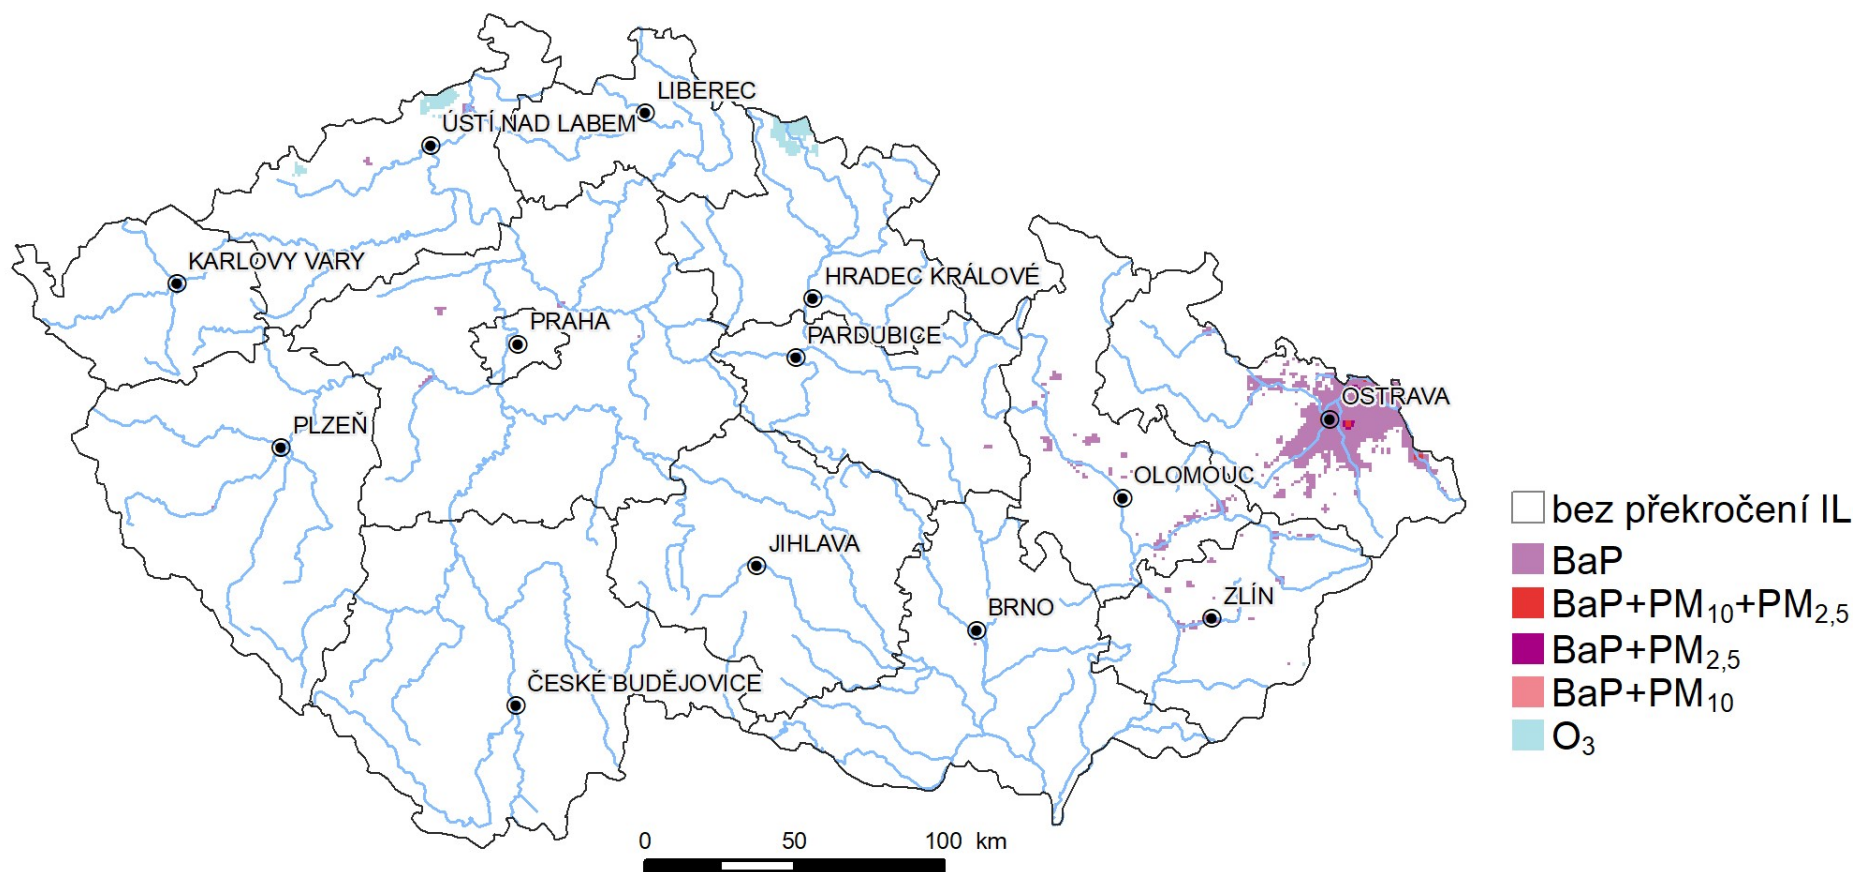 LIBEREC
ÚSTÍ NAD LABEM
KARLOVY VARY
HRADEC KRÁLOVÉ
PRAHA
PARDUBICE
OSTRAVA
PLZEŇ
OLOMOUC
JIHLAVA
ZLÍN
BRNO
ČESKÉ BUDĚJOVICE
bez překročení IL
BaP
BaP+PM₁₀+PM₂,₅
BaP+PM₂,₅
BaP+PM₁₀
O₃
0 50 100 km